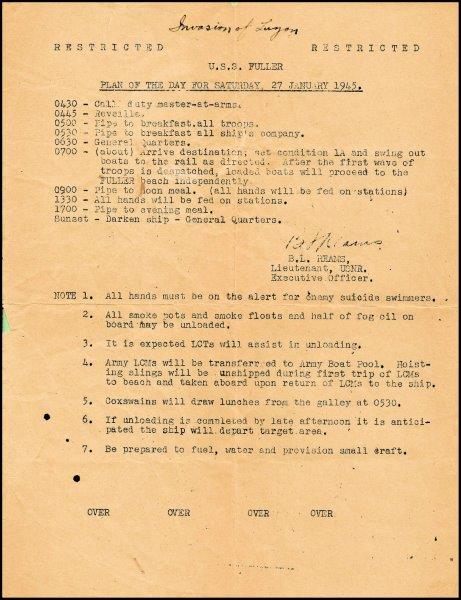 Invasion of Luzon
RESTRICTED RESTRICTED
U.S.S. FULLER
PLAN OF THE DAY FOR SATURDAY, 27 JANUARY 1945.
0430 - Call duty master-at-arms.
0445 - Reveille.
0500 - Pipe to breakfast all troops.
0530 - Pipe to breakfast all ship's company.
0630 - General Quarters.
0700 - (about) Arrive destination; set condition 1A and swing out
boats to the rail as directed. After the first wave of
troops is despatched, loaded boats will proceed to the
FULLER beach independently
0900 - Pipe to noon meal. (all hands will be fed on stations)
1330 - All hands will be fed on stations.
1700 - Pipe to evening meal.
Sunset - Darken ship - General Quarters.
B.L. REAMS,
Lieutenant, USNR.
Executive Officer.
NOTE 1. All hands must be on the alert for enemy suicide swimmers.
2. All smoke pots and smoke floats and half of fog oil on
board may be unloaded.
3. It is expected LCTs will assist in unloading.
4. Army LCMs will be transferr ed to Army Boat Pool. Hoist-
ing slings will be unshipped during first trip of LCMs
to beach and taken aboard upon return of LCMs to the ship.
5. Coxswains will draw lunches from the galley at 0530.
6. If unloading is completed by late afternoon it is antici-
pated the ship will depart target area.
7. Be prepared to fuel, water and provision small craft.
OVER OVER OVER OVER